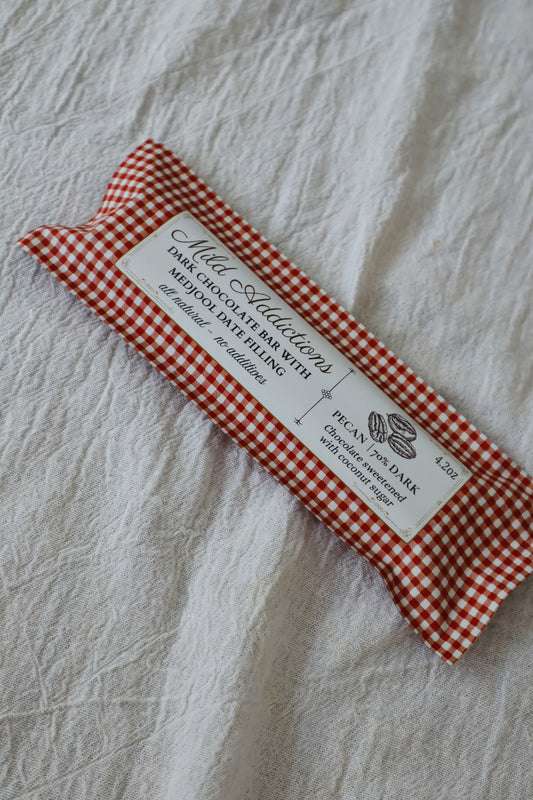 Mild Addictions
DARK CHOCOLATE BAR WITH
MEDJOOL DATE FILLING
all natural - no additives
PECAN | 70% DARK
Chocolate sweetened
with coconut sugar
4.2OZ